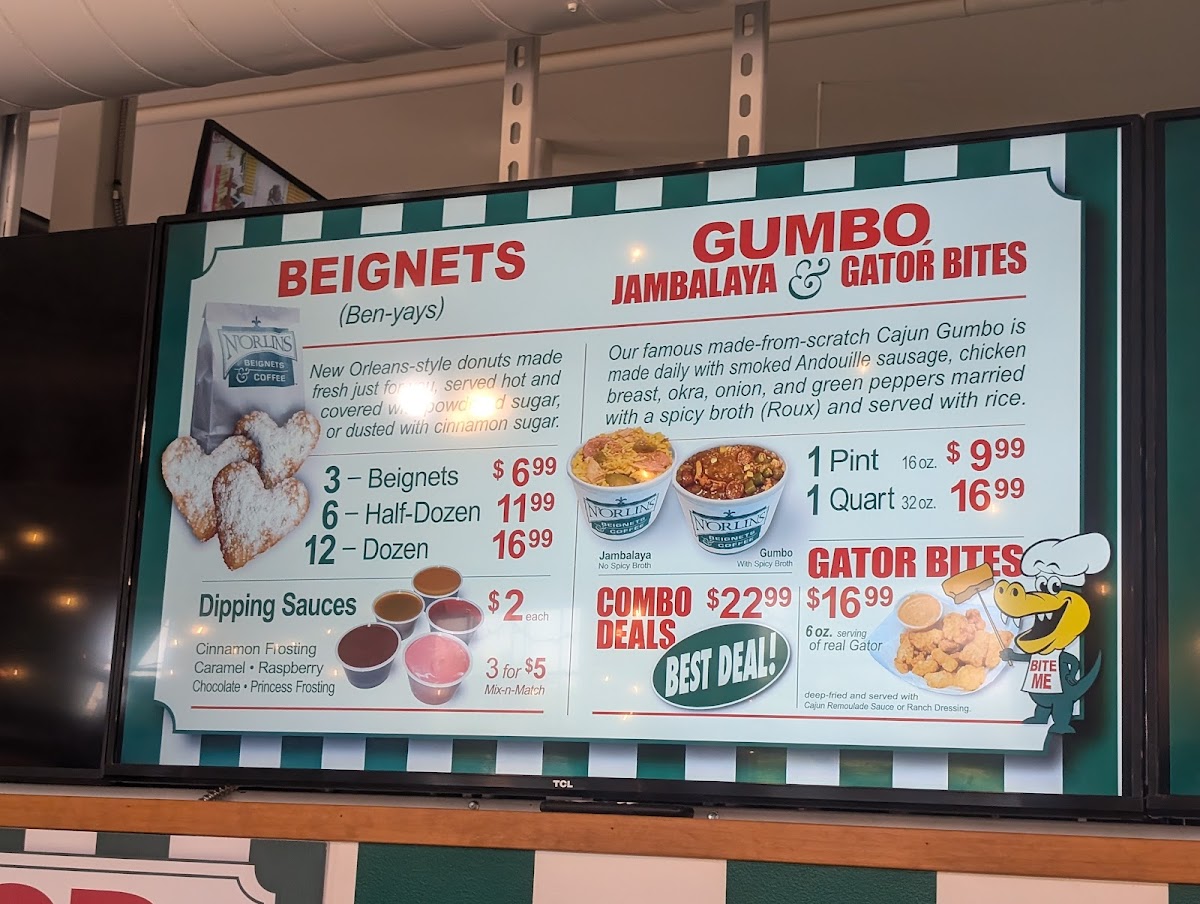 BEIGNETS
(Ben-yays)
N'ORLINS
BEIGNETS
& COFFEE
New Orleans-style donuts made
fresh just for you, served hot and
covered with powdered sugar,
or dusted with cinnamon sugar.
3 – Beignets $6.99
6 – Half-Dozen 11.99
12 – Dozen 16.99
Dipping Sauces $2 each
Cinnamon Frosting
Caramel • Raspberry
Chocolate • Princess Frosting
3 for $5
Mix-n-Match
GUMBO,
JAMBALAYA & GATOR BITES
Our famous made-from-scratch Cajun Gumbo is
made daily with smoked Andouille sausage, chicken
breast, okra, onion, and green peppers married
with a spicy broth (Roux) and served with rice.
N'ORLINS
BEIGNETS
& COFFEE
N'ORLINS
BEIGNETS
& COFFEE
Jambalaya
No Spicy Broth
Gumbo
With Spicy Broth
1 Pint 16 oz. $9.99
1 Quart 32 oz. 16.99
COMBO
DEALS
$22.99
BEST DEAL!
GATOR BITES
$16.99
6 oz. serving
of real Gator
deep-fried and served with
Cajun Remoulade Sauce or Ranch Dressing.
BITE
ME
TCL